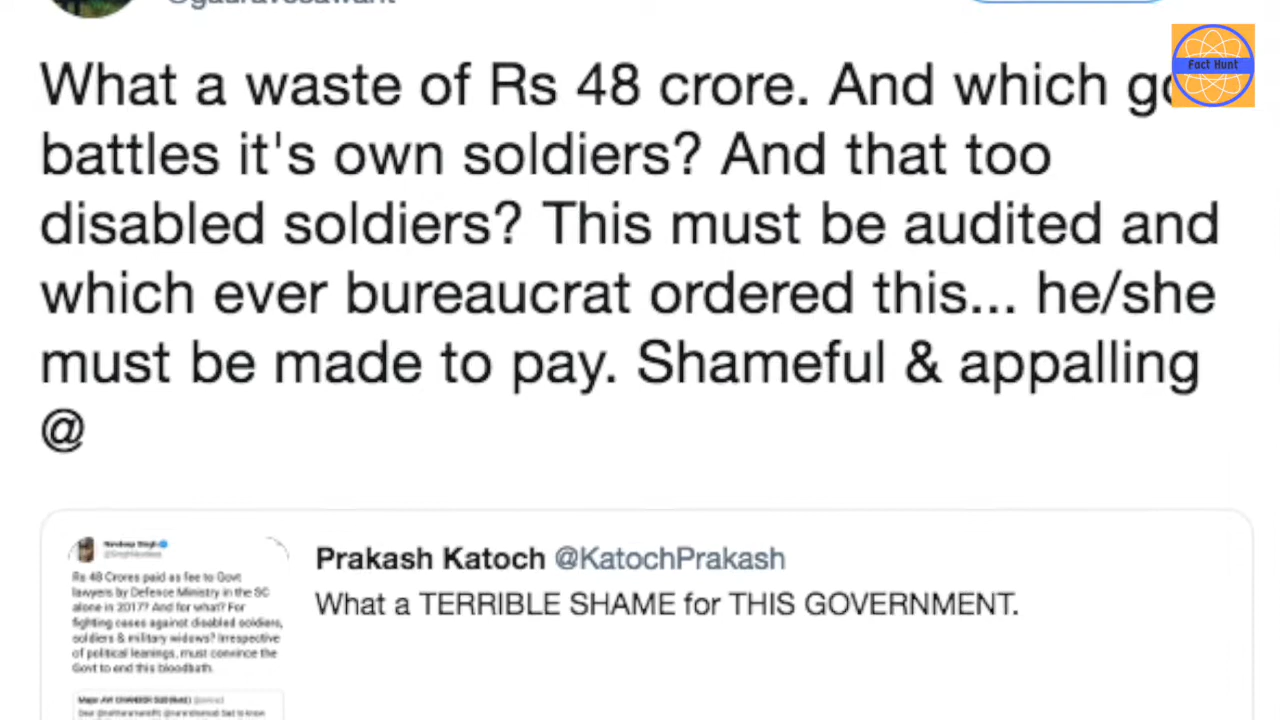 What a waste of Rs 48 crore. And which
battles it's own soldiers? And that too
disabled soldiers? This must be audited and
which ever bureaucrat ordered this... he/she
must be made to pay. Shameful & appalling
@
Fact Hunt
Prakash Katoch @KatochPrakash
What a TERRIBLE SHAME for THIS GOVERNMENT.
Rs 48 Crores paid as fee to Govt
lawyers by Defence Ministry in the SC
alone in 2017? And for what? For
fighting cases against disabled soldiers,
soldiers & military widows? Irrespective
of political leanings, must convince the
Govt to end this bloodbath.